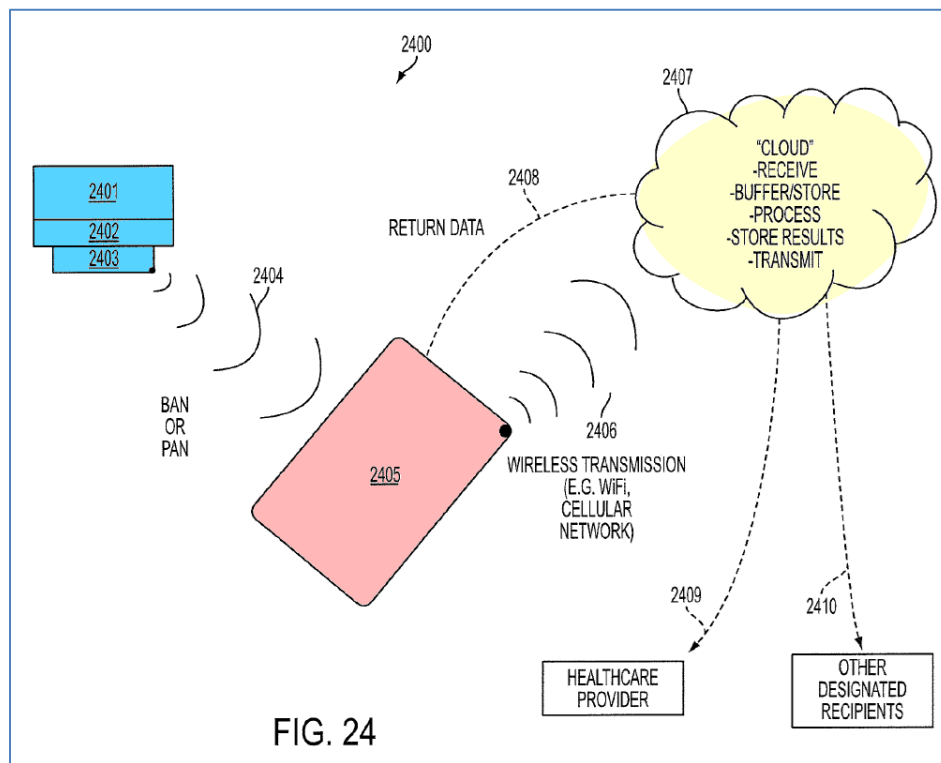 2400
2407
"CLOUD"
-RECEIVE
-BUFFER/STORE
-PROCESS
-STORE RESULTS
-TRANSMIT
2408
RETURN DATA
2401
2402
2403
2404
BAN
OR
PAN
2405
2406
WIRELESS TRANSMISSION
(E.G. WiFi,
CELLULAR
NETWORK)
2409
2410
HEALTHCARE
PROVIDER
OTHER
DESIGNATED
RECIPIENTS
FIG. 24